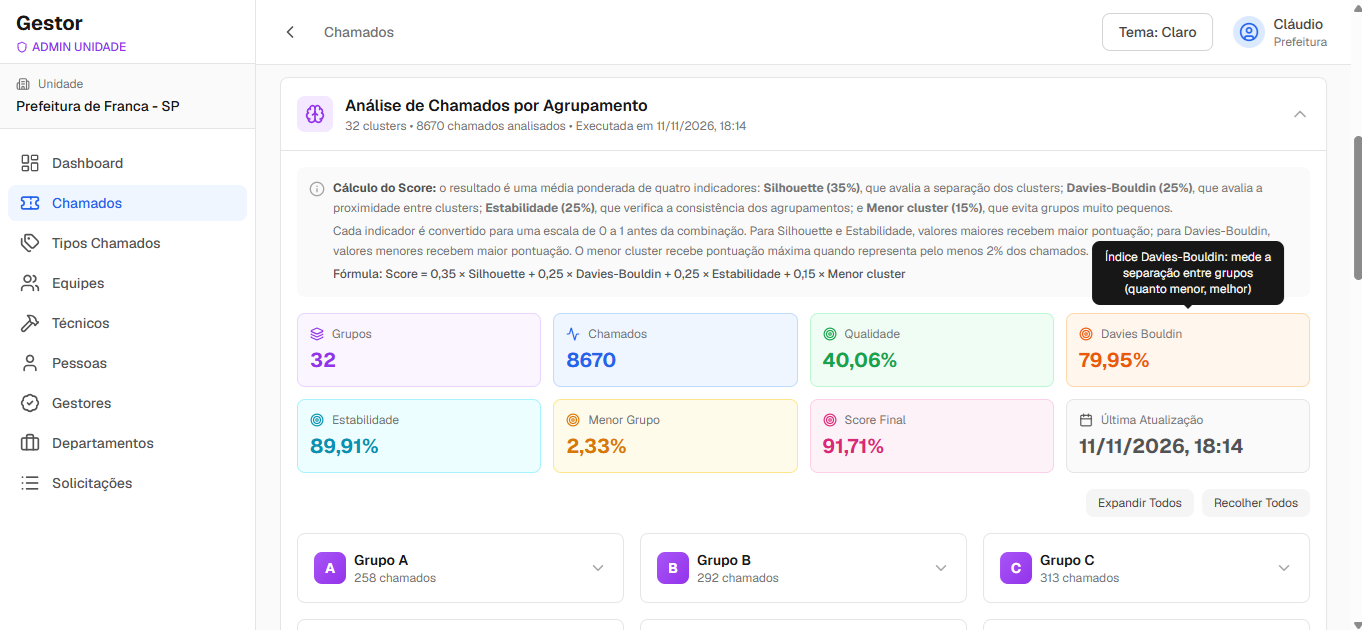 Gestor
ADMIN UNIDADE
Unidade
Prefeitura de Franca - SP
Dashboard
Chamados
Tipos Chamados
Equipes
Técnicos
Pessoas
Gestores
Departamentos
Solicitações
Chamados
Tema: Claro
Cláudio
Prefeitura
Análise de Chamados por Agrupamento
32 clusters • 8670 chamados analisados • Executada em 11/11/2026, 18:14
Cálculo do Score: o resultado é uma média ponderada de quatro indicadores: Silhouette (35%), que avalia a separação dos clusters; Davies-Bouldin (25%), que avalia a
proximidade entre clusters; Estabilidade (25%), que verifica a consistência dos agrupamentos; e Menor cluster (15%), que evita grupos muito pequenos.
Cada indicador é convertido para uma escala de 0 a 1 antes da combinação. Para Silhouette e Estabilidade, valores maiores recebem maior pontuação; para Davies-Bouldin,
valores menores recebem maior pontuação. O menor cluster recebe pontuação máxima quando representa pelo menos 2% dos chamados.
Fórmula: Score = 0,35 × Silhouette + 0,25 × Davies-Bouldin + 0,25 × Estabilidade + 0,15 × Menor cluster
Índice Davies-Bouldin: mede a
separação entre grupos
(quanto menor, melhor)
Grupos
32
Chamados
8670
Qualidade
40,06%
Davies Bouldin
79,95%
Estabilidade
89,91%
Menor Grupo
2,33%
Score Final
91,71%
Última Atualização
11/11/2026, 18:14
Expandir Todos
Recolher Todos
A
Grupo A
258 chamados
B
Grupo B
292 chamados
C
Grupo C
313 chamados